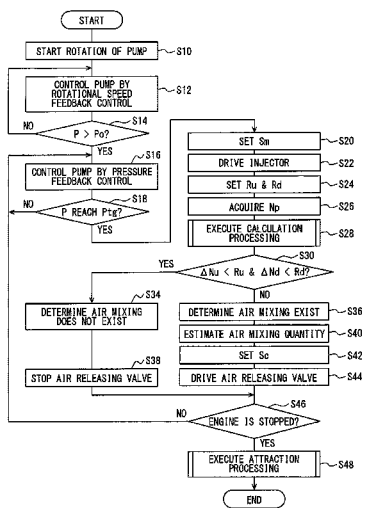 START
START ROTATION OF PUMP
S10
CONTROL PUMP BY
ROTATIONAL SPEED
FEEDBACK CONTROL
S12
S14
NO
P > Po?
YES
S16
CONTROL PUMP BY PRESSURE
FEEDBACK CONTROL
S18
NO
P REACH Ptg?
YES
SET Sm
S20
DRIVE INJECTOR
S22
SET Ru & Rd
S24
ACQUIRE Np
S26
EXECUTE CALCULATION
PROCESSING
S28
S30
YES
ΔNu < Ru & ΔNd < Rd?
NO
S34
DETERMINE AIR MIXING
DOES NOT EXIST
DETERMINE AIR MIXING EXIST
S36
ESTIMATE AIR MIXING QUANTITY
S40
SET Sc
S42
S38
STOP AIR RELEASING VALVE
DRIVE AIR RELEASING VALVE
S44
S46
NO
ENGINE IS STOPPED?
YES
EXECUTE ATTRACTION
PROCESSING
S48
END